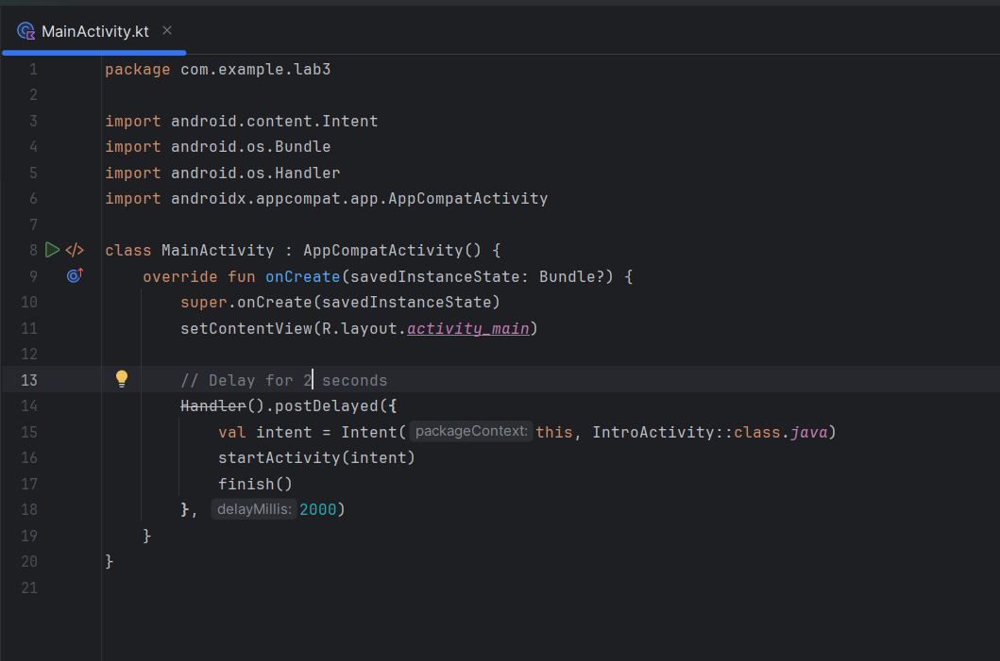 MainActivity.kt ×
1 package com.example.lab3
2
3 import android.content.Intent
4 import android.os.Bundle
5 import android.os.Handler
6 import androidx.appcompat.app.AppCompatActivity
7
8 class MainActivity : AppCompatActivity() {
9     override fun onCreate(savedInstanceState: Bundle?) {
10         super.onCreate(savedInstanceState)
11         setContentView(R.layout.activity_main)
12
13         // Delay for 2 seconds
14         Handler().postDelayed({
15             val intent = Intent( packageContext: this, IntroActivity::class.java)
16             startActivity(intent)
17             finish()
18         }, delayMillis: 2000)
19     }
20 }
21